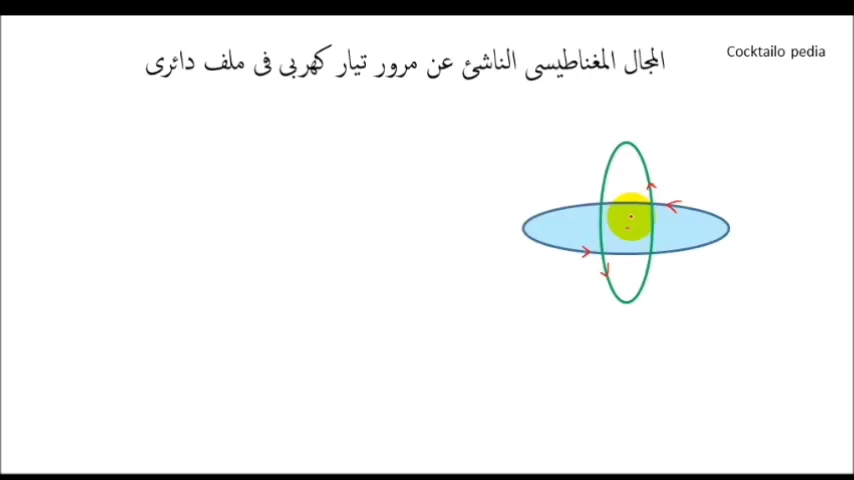 المجال المغناطيسى الناشئ عن مرور تيار كهربى فى ملف دائرى
Cocktailo pedia